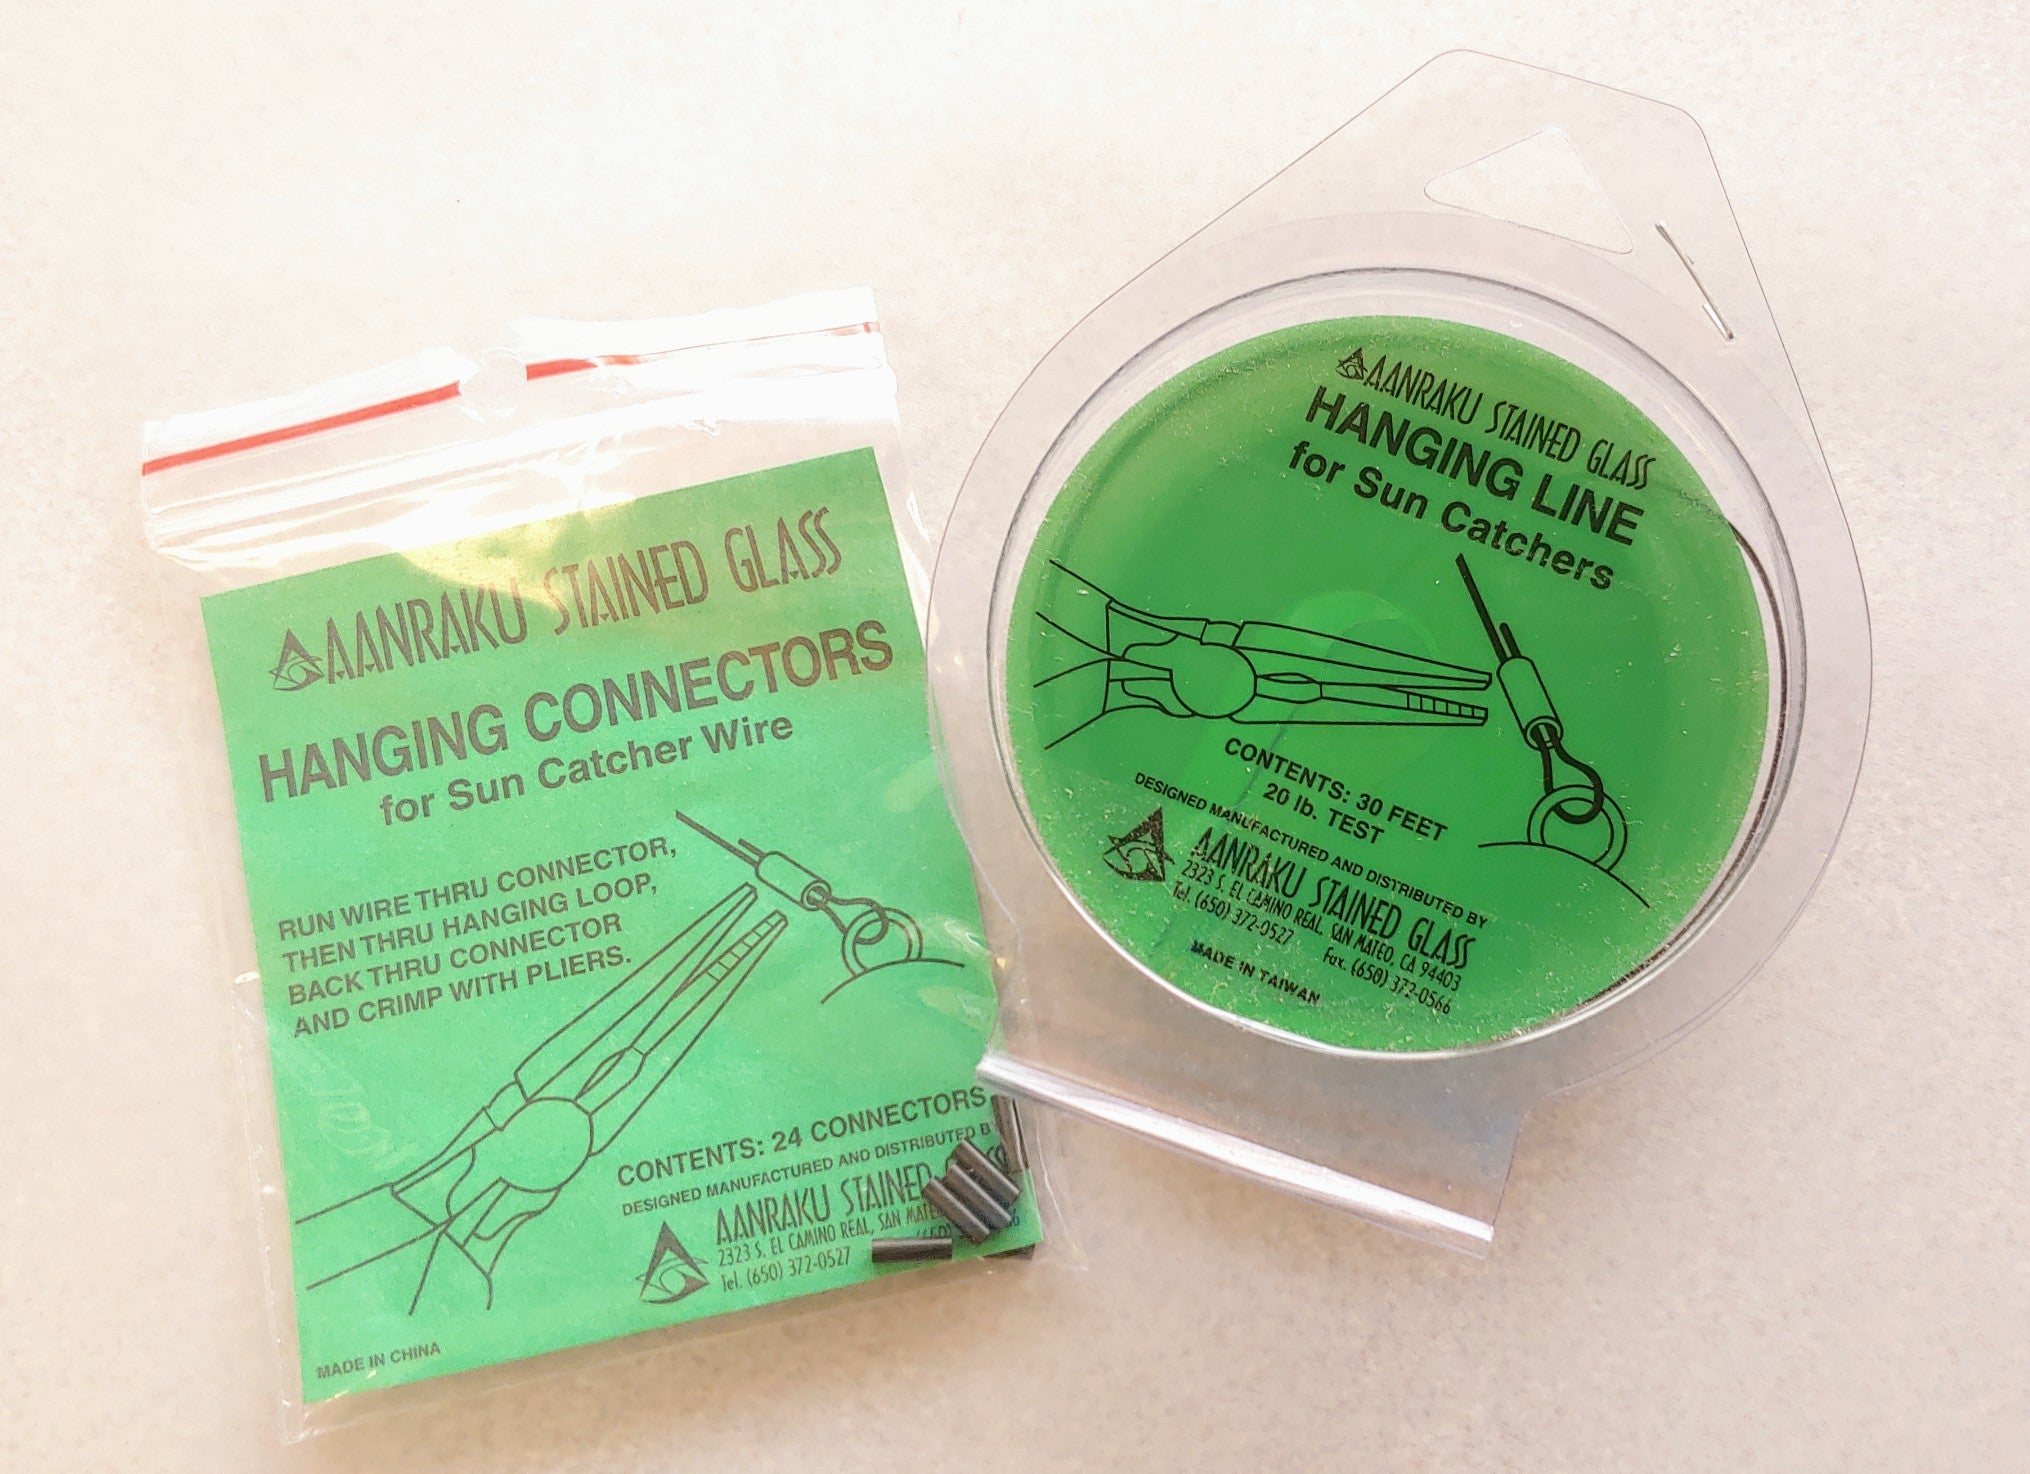 AANRAKU STAINED GLASS
HANGING CONNECTORS
for Sun Catcher Wire
RUN WIRE THRU CONNECTOR,
THEN THRU HANGING LOOP,
BACK THRU CONNECTOR
AND CRIMP WITH PLIERS.
CONTENTS: 24 CONNECTORS
DESIGNED MANUFACTURED AND DISTRIBUTED B
AANRAKU STAINED
2323 S. EL CAMINO REAL, SAN
Tel. (650) 372-0527
MADE IN CHINA
AANRAKU STAINED GLASS
HANGING LINE
for Sun Catchers
CONTENTS: 30 FEET
20 lb. TEST
DESIGNED MANUFACTURED AND DISTRIBUTED BY
AANRAKU STAINED GLASS
2323 S. EL CAMINO REAL, SAN MATEO, CA 94403
Tel. (650) 372-0527 Fax. (650) 372-0566
MADE IN TAIWAN